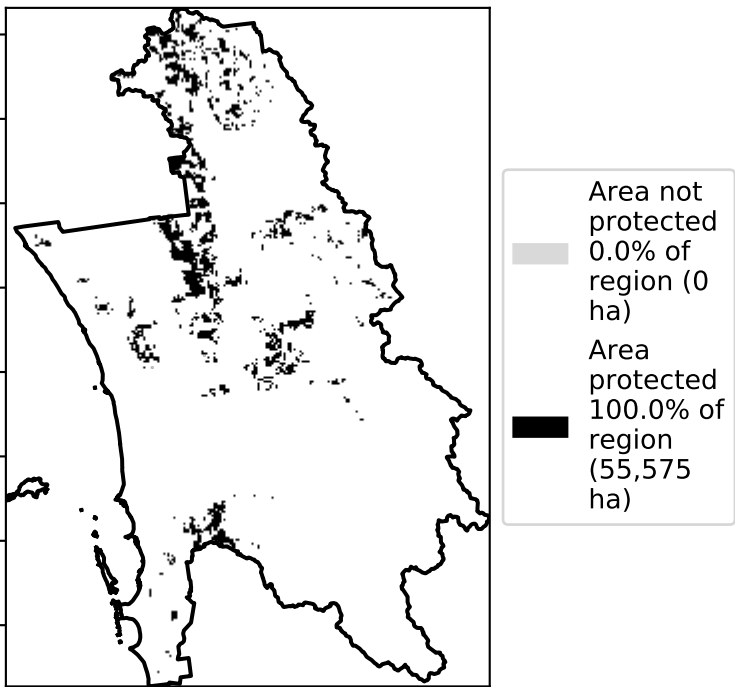 Area not
protected
0.0% of
region (0
ha)
Area
protected
100.0% of
region
(55,575
ha)